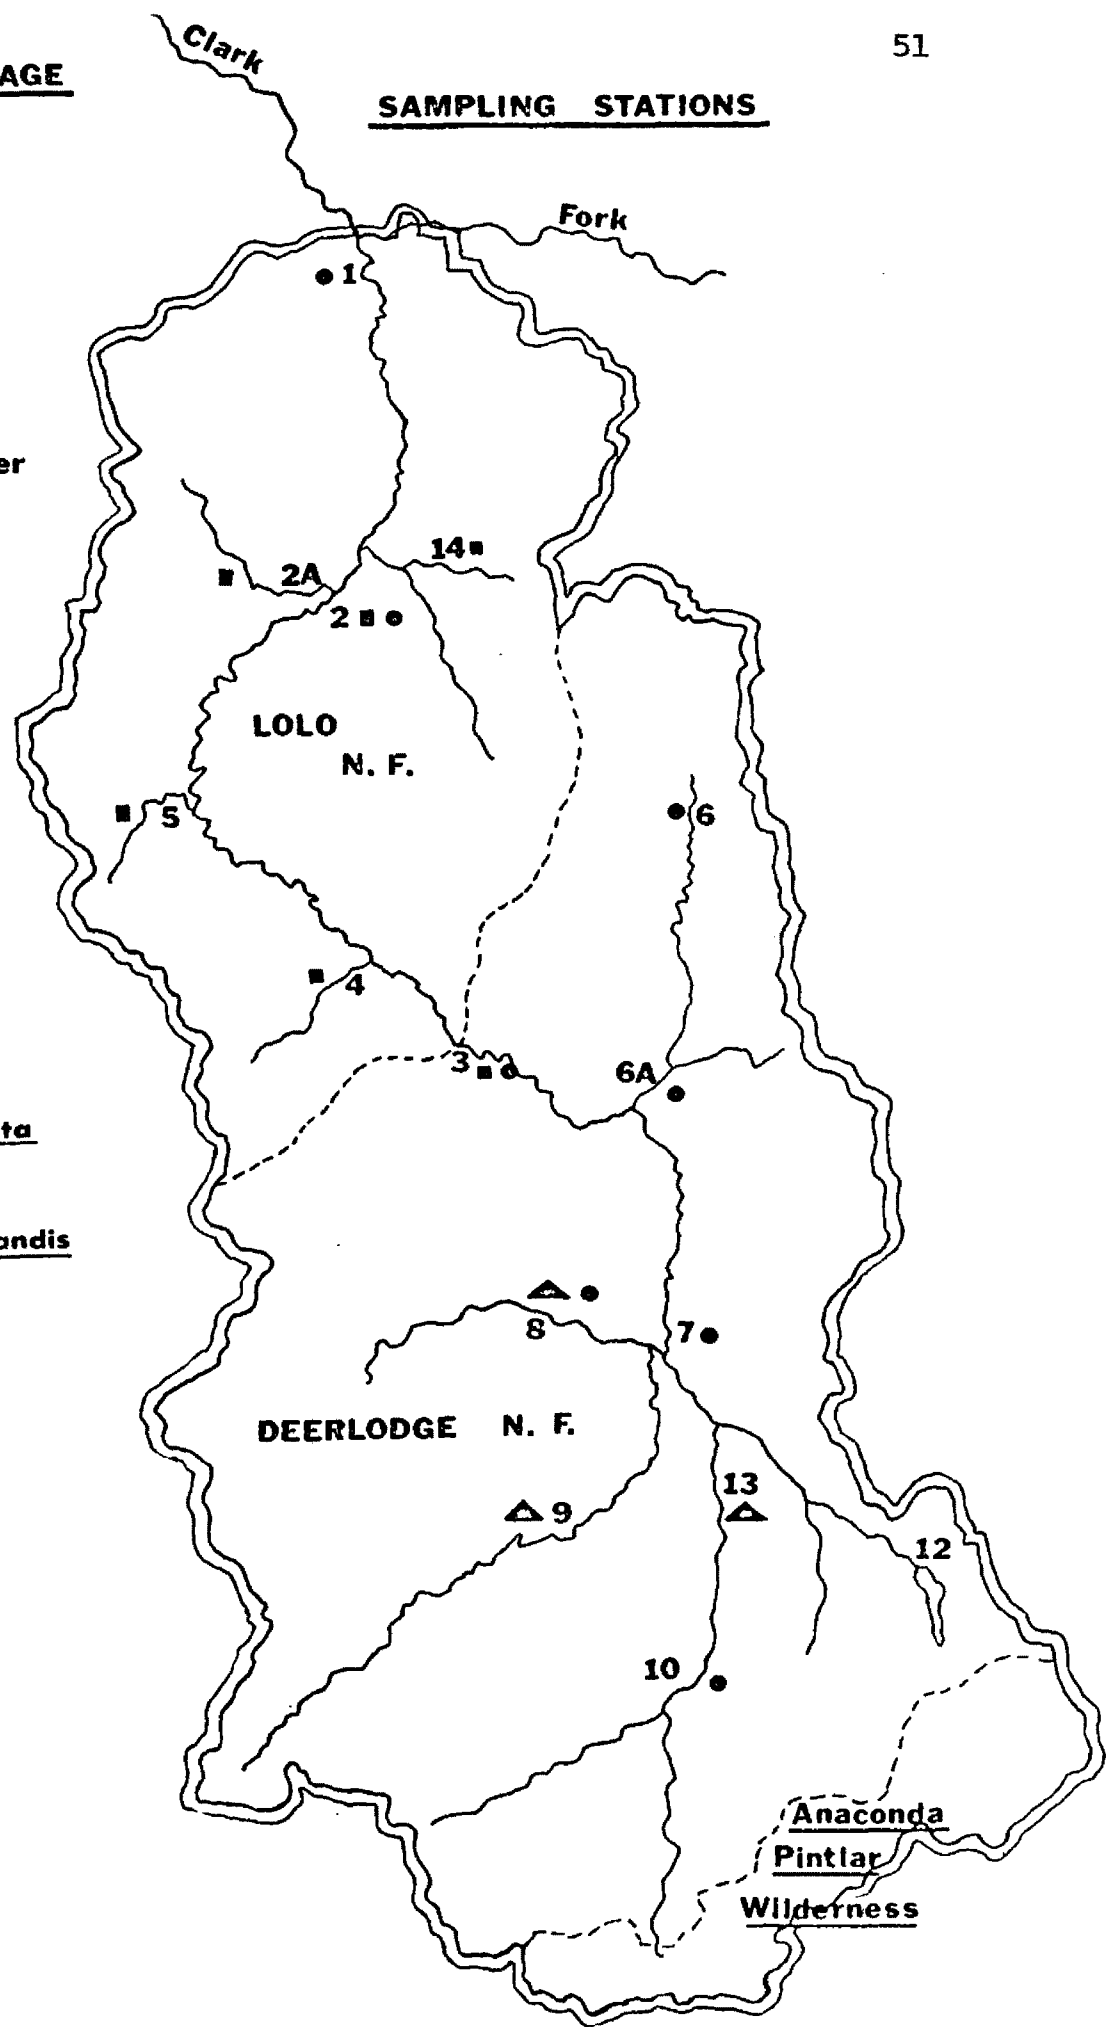 51
AGE
SAMPLING STATIONS
Clark
Fork
1
er
14
2A
2
LOLO
N. F.
5
6
4
3
6A
ta
andis
8
7
DEERLODGE N. F.
13
9
12
10
Anaconda
Pintlar
Wilderness